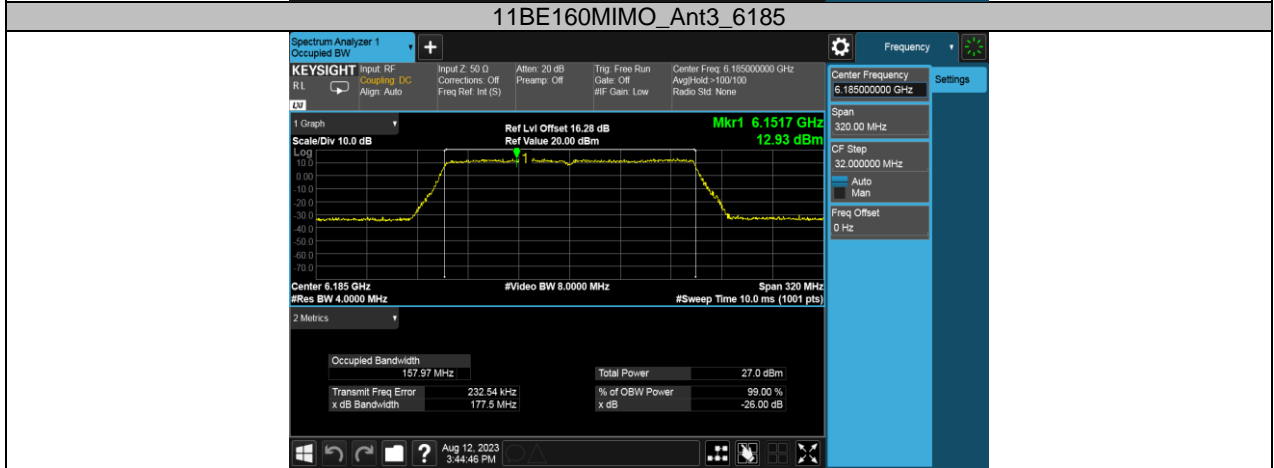 11BE160MIMO_Ant3_6185
Spectrum Analyzer 1
Occupied BW
Frequency
KEYSIGHT
RL
LXI
Input: RF
Coupling: DC
Align: Auto
Input Z: 50 Ω
Corrections: Off
Freq Ref: Int (S)
Atten: 20 dB
Preamp: Off
Trig: Free Run
Gate: Off
#IF Gain: Low
Center Freq: 6.185000000 GHz
Avg|Hold:>100/100
Radio Std: None
Center Frequency
6.185000000 GHz
Settings
Span
320.00 MHz
CF Step
32.000000 MHz
Auto
Man
Freq Offset
0 Hz
1 Graph
Scale/Div 10.0 dB
Ref Lvl Offset 16.28 dB
Ref Value 20.00 dBm
Mkr1 6.1517 GHz
12.93 dBm
Log
10.0
0.00
-10.0
-20.0
-30.0
-40.0
-50.0
-60.0
-70.0
1
Center 6.185 GHz
#Video BW 8.0000 MHz
Span 320 MHz
#Res BW 4.0000 MHz
#Sweep Time 10.0 ms (1001 pts)
2 Metrics
Occupied Bandwidth
157.97 MHz
Total Power 27.0 dBm
Transmit Freq Error 232.54 kHz
% of OBW Power 99.00 %
x dB Bandwidth 177.5 MHz
x dB -26.00 dB
?
Aug 12, 2023
3:44:46 PM